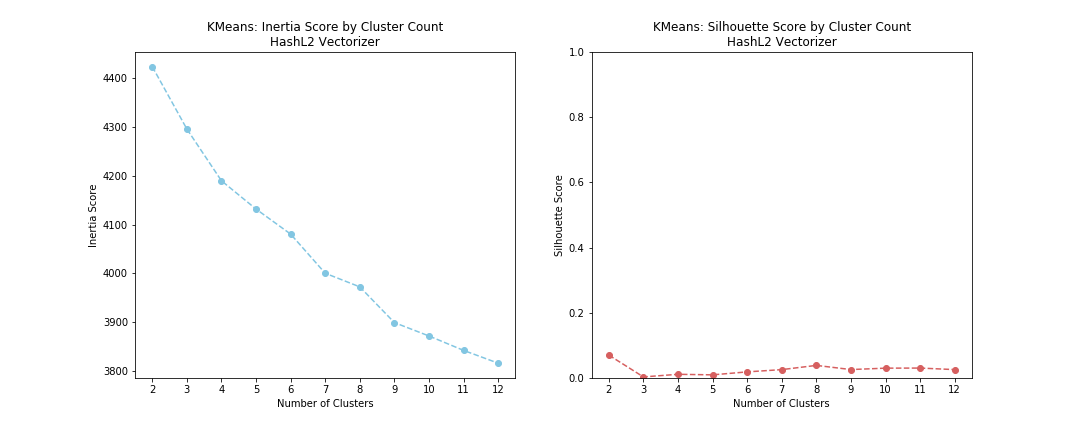 KMeans: Inertia Score by Cluster Count
HashL2 Vectorizer
4400
4300
4200
4100
4000
3900
3800
Inertia Score
2 3 4 5 6 7 8 9 10 11 12
Number of Clusters
KMeans: Silhouette Score by Cluster Count
HashL2 Vectorizer
1.0
0.8
0.6
0.4
0.2
0.0
Silhouette Score
2 3 4 5 6 7 8 9 10 11 12
Number of Clusters